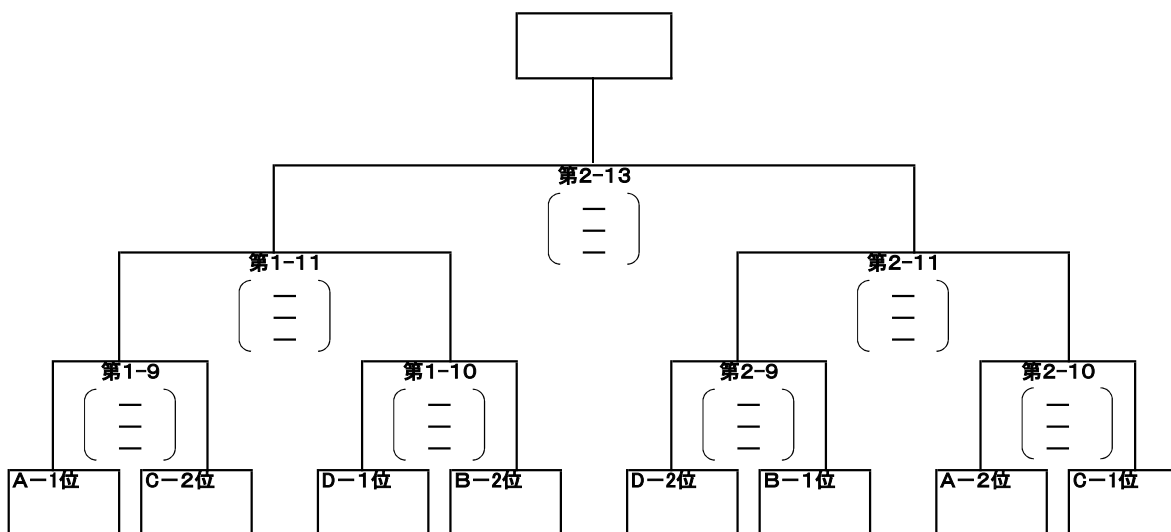 第2-13
第1-11
第2-11
第1-9
第1-10
第2-9
第2-10
A－1位
C－2位
D－1位
B－2位
D－2位
B－1位
A－2位
C－1位